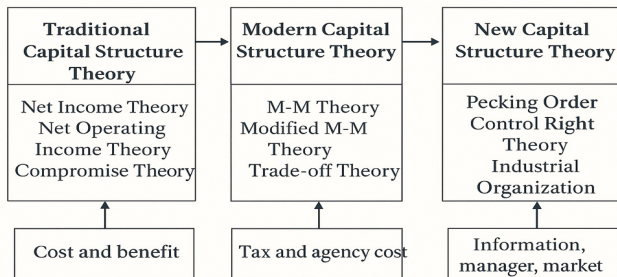 Traditional
Capital Structure
Theory
Net Income Theory
Net Operating
Income Theory
Compromise Theory
Cost and benefit
Modern Capital
Structure Theory
M-M Theory
Modified M-M
Theory
Trade-off Theory
Tax and agency cost
New Capital
Structure Theory
Pecking Order
Control Right
Theory
Industrial
Organization
Information,
manager, market